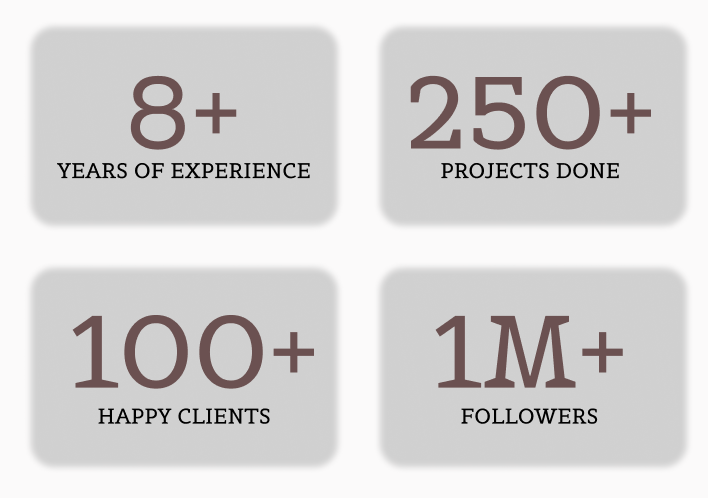 8+
YEARS OF EXPERIENCE
250+
PROJECTS DONE
100+
HAPPY CLIENTS
1M+
FOLLOWERS